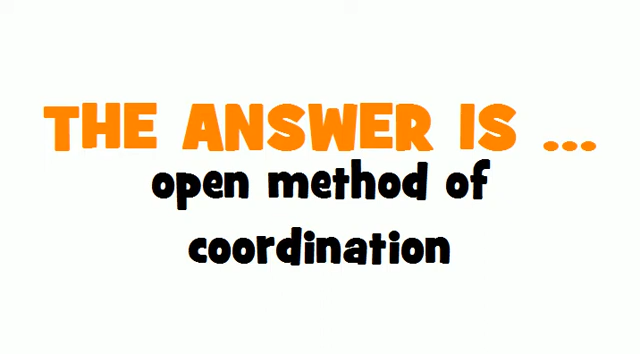 THE ANSWER IS ...
open method of
coordination